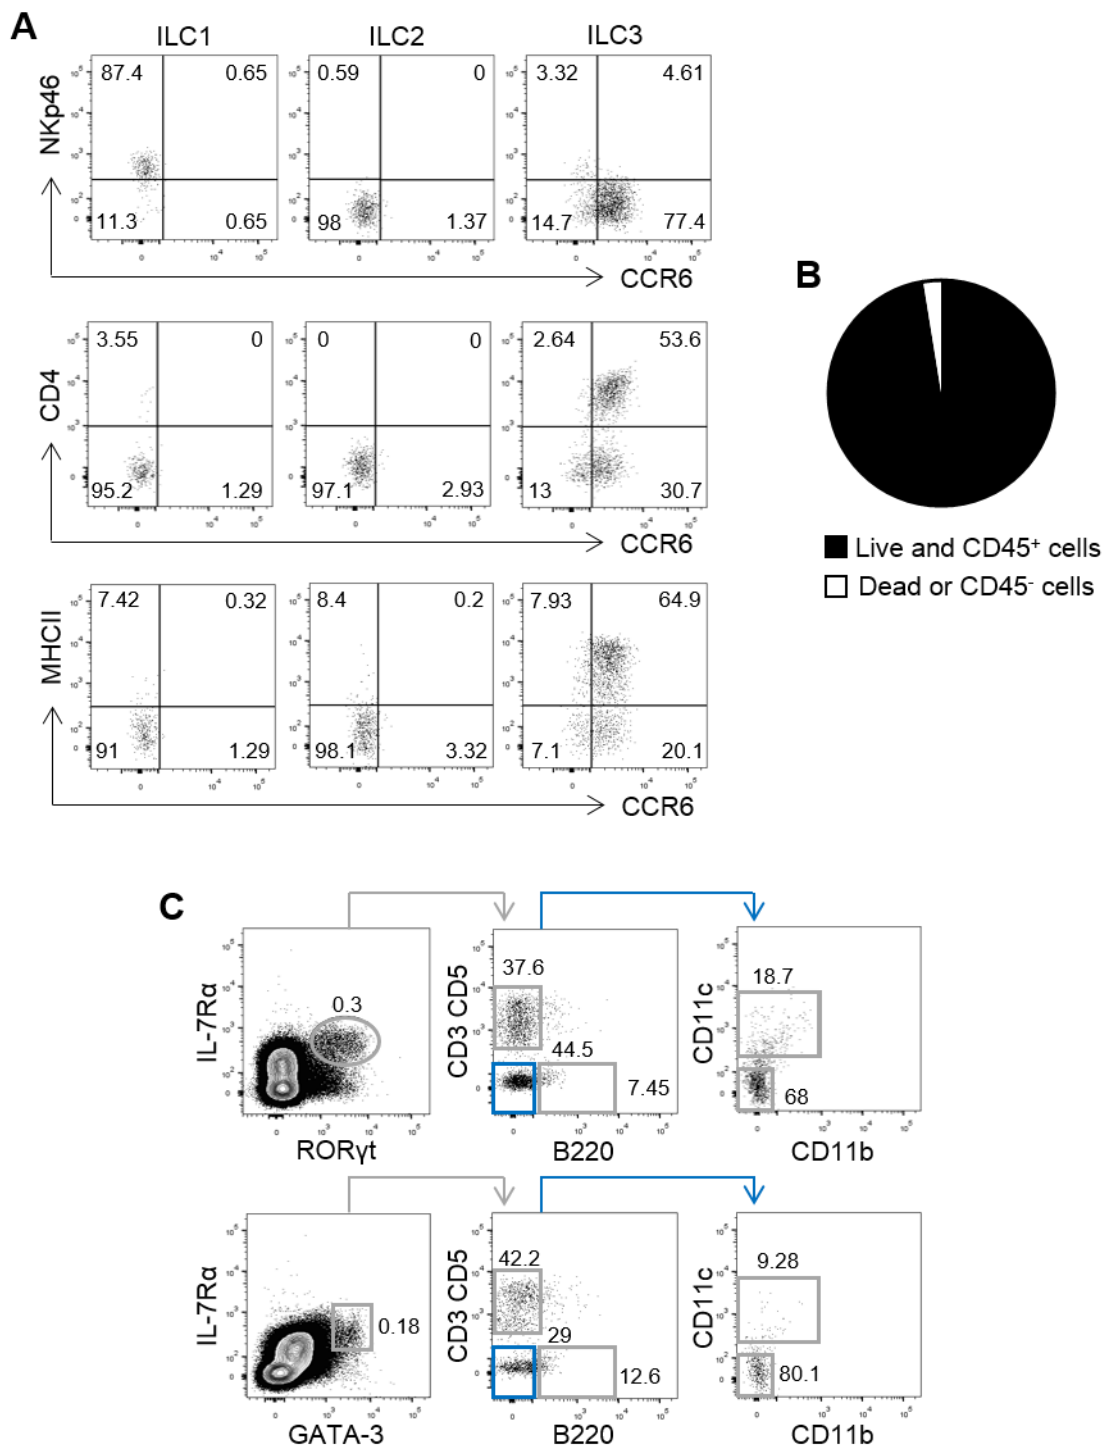 A
ILC1 ILC2 ILC3
NKp46
87.4 0.65
11.3 0.65
0.59 0
98 1.37
3.32 4.61
14.7 77.4
CCR6
CD4
3.55 0
95.2 1.29
0 0
97.1 2.93
2.64 53.6
13 30.7
CCR6
MHCII
7.42 0.32
91 1.29
8.4 0.2
98.1 3.32
7.93 64.9
7.1 20.1
CCR6
B
Live and CD45⁺ cells
Dead or CD45⁻ cells
C
IL-7Rα
0.3
RORγt
CD3 CD5
37.6
44.5
7.45
B220
CD11c
18.7
68
CD11b
IL-7Rα
0.18
GATA-3
CD3 CD5
42.2
29
12.6
B220
CD11c
9.28
80.1
CD11b